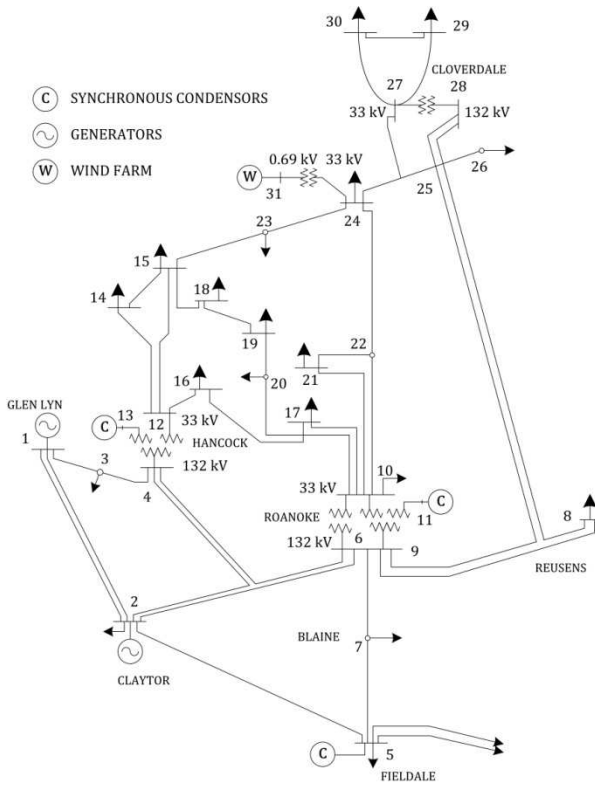 30
29
CLOVERDALE
27
28
C SYNCHRONOUS CONDENSORS
33 kV
132 kV
GENERATORS
W WIND FARM
0.69 kV 33 kV
26
25
W
31
24
23
15
14
18
19
22
21
16
20
17
GLEN LYN
13
12
33 kV
C
HANCOCK
1
3
132 kV
4
10
33 kV
C
ROANOKE
11
8
132 kV
6
9
REUSENS
2
BLAINE
7
CLAYTOR
C
5
FIELDALE